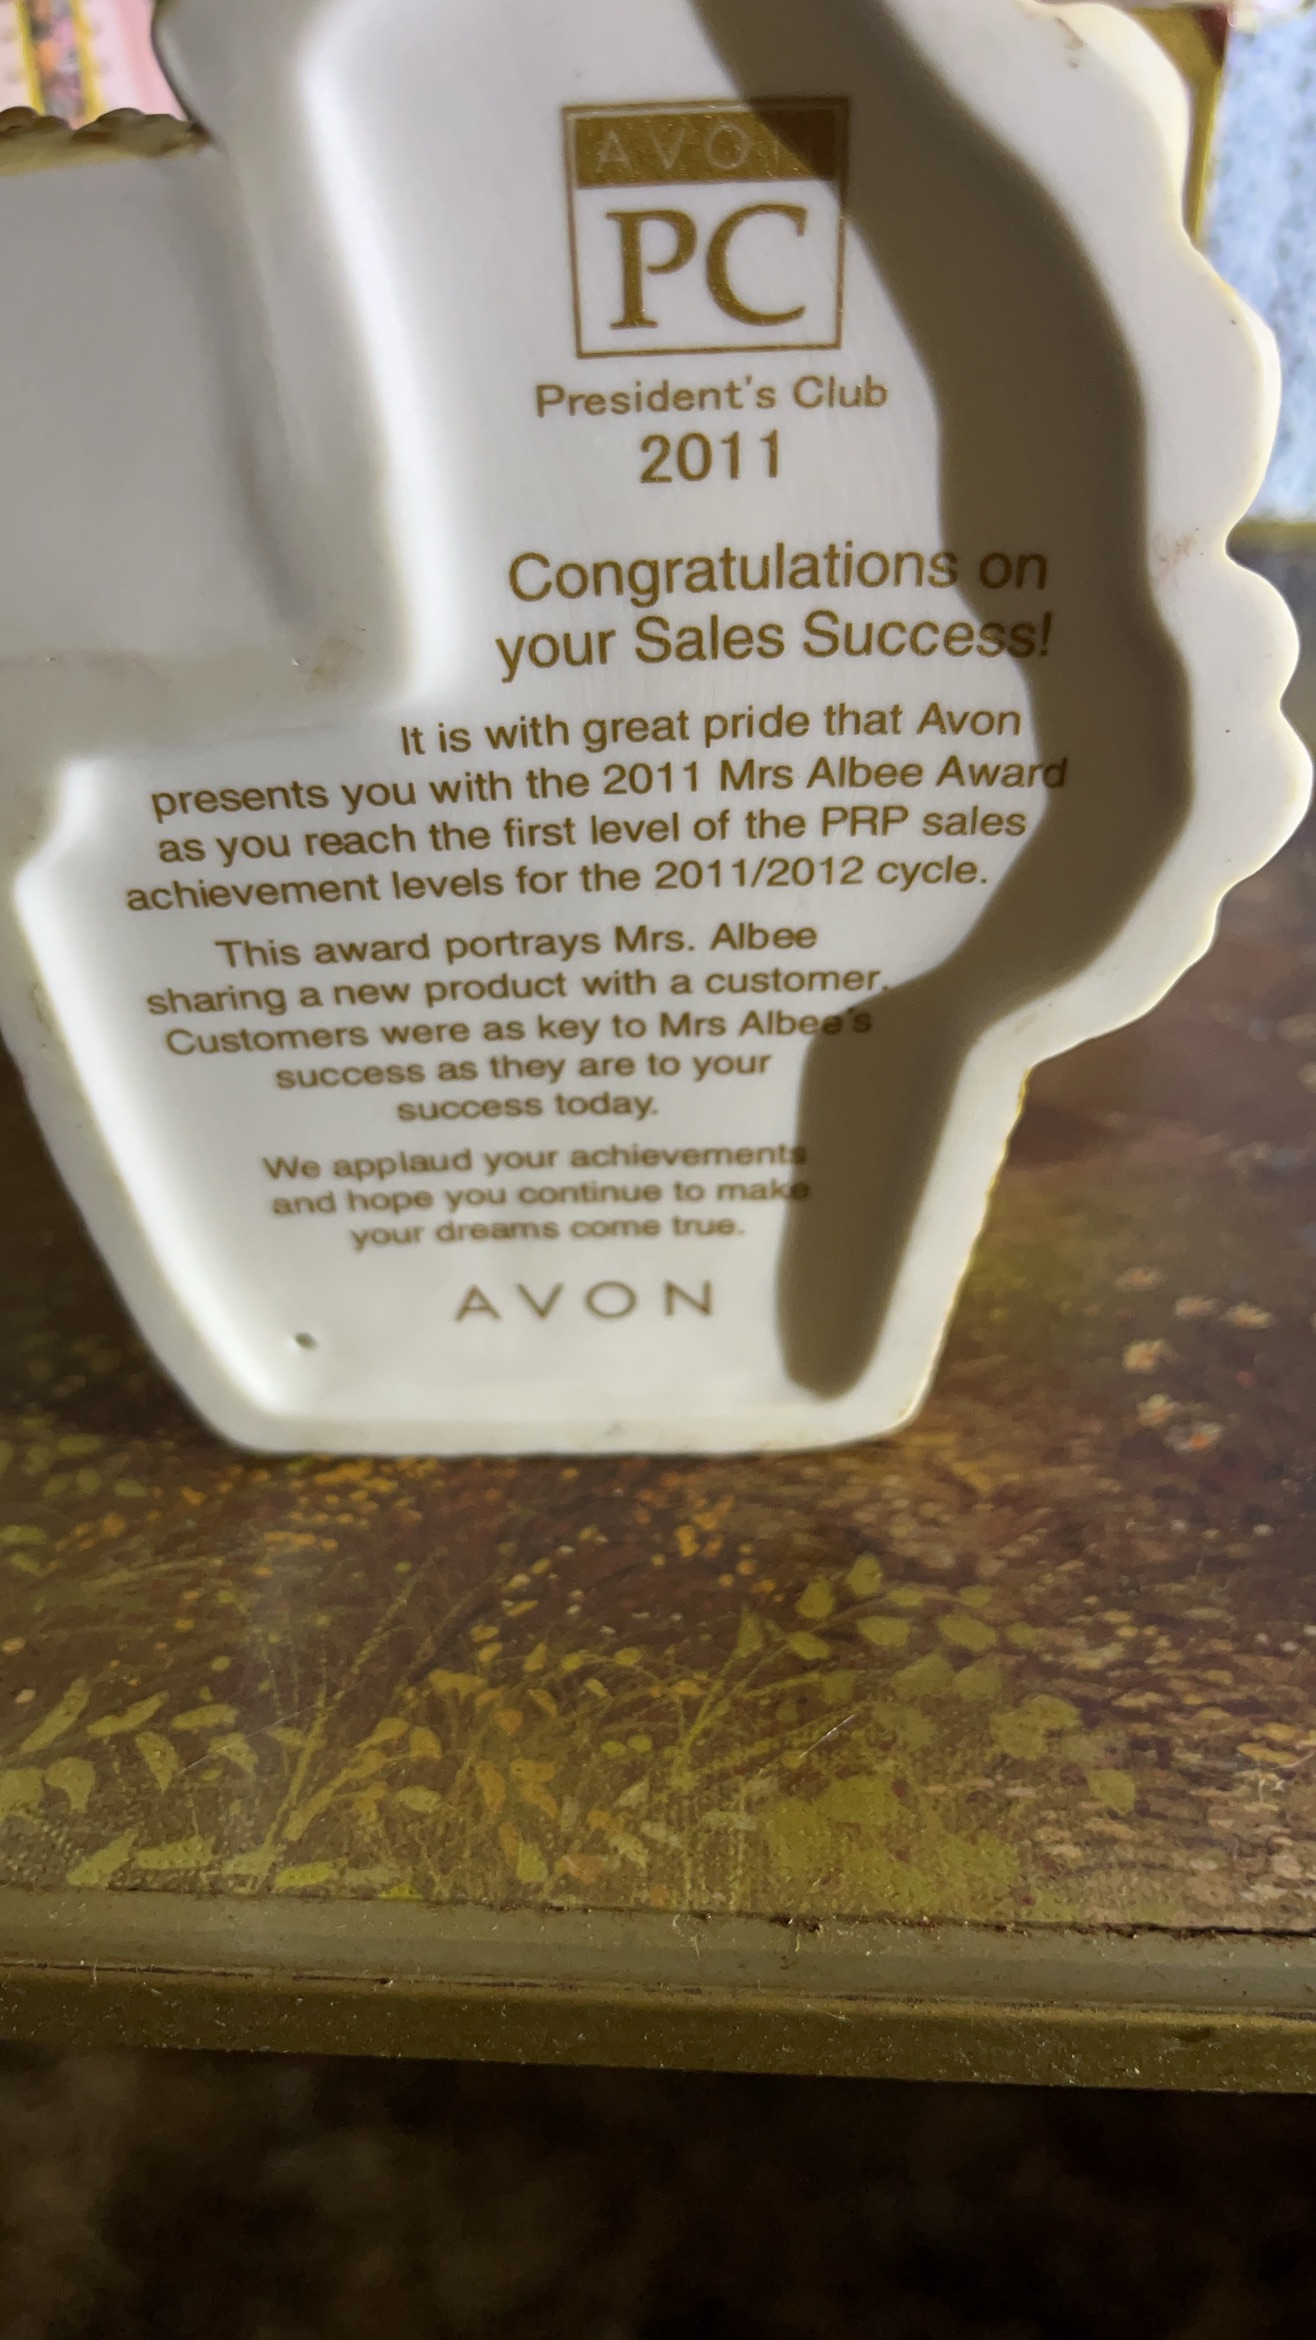 AVON
PC
President's Club
2011
Congratulations on
your Sales Success!
It is with great pride that Avon
presents you with the 2011 Mrs Albee Award
as you reach the first level of the PRP sales
achievement levels for the 2011/2012 cycle.
This award portrays Mrs. Albee
sharing a new product with a customer.
Customers were as key to Mrs Albee's
success as they are to your
success today.
We applaud your achievements
and hope you continue to make
your dreams come true.
AVON